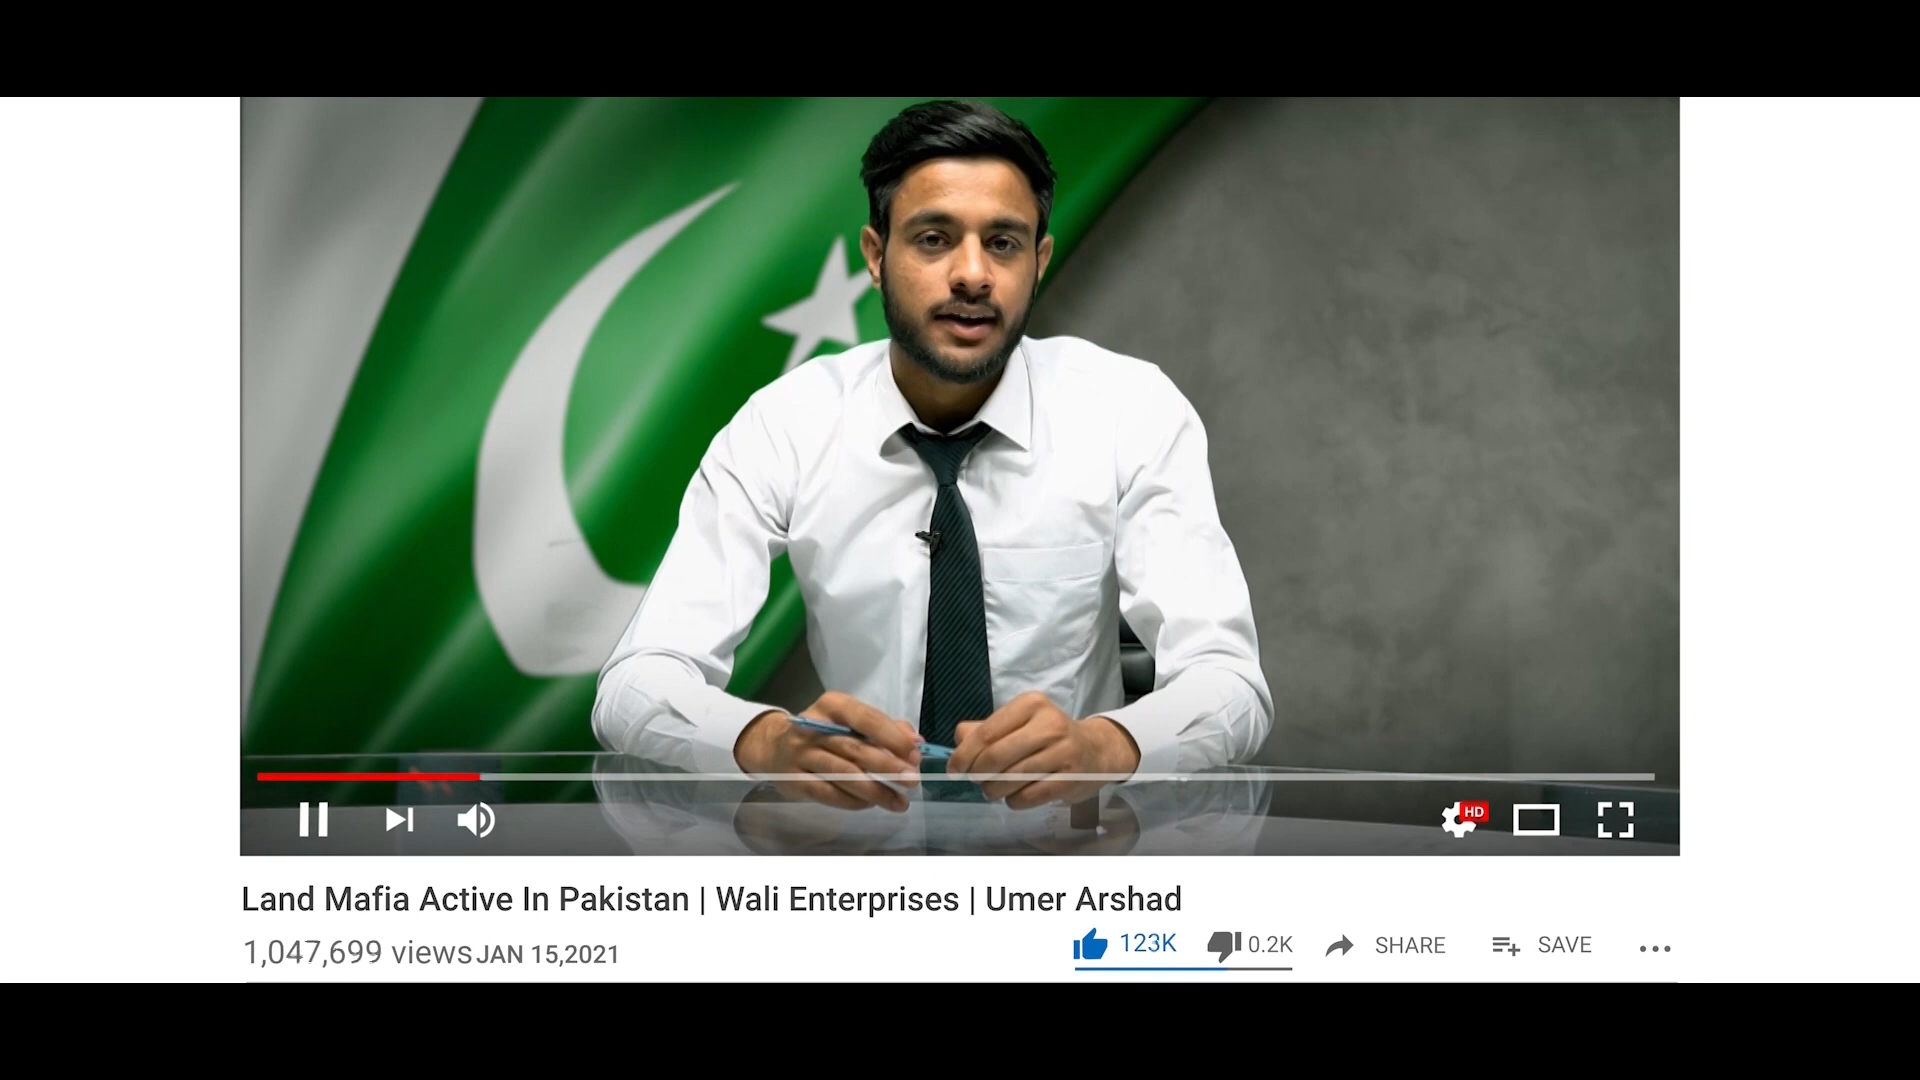 HD
Land Mafia Active In Pakistan | Wali Enterprises | Umer Arshad
1,047,699 views JAN 15,2021 123K 0.2K SHARE SAVE